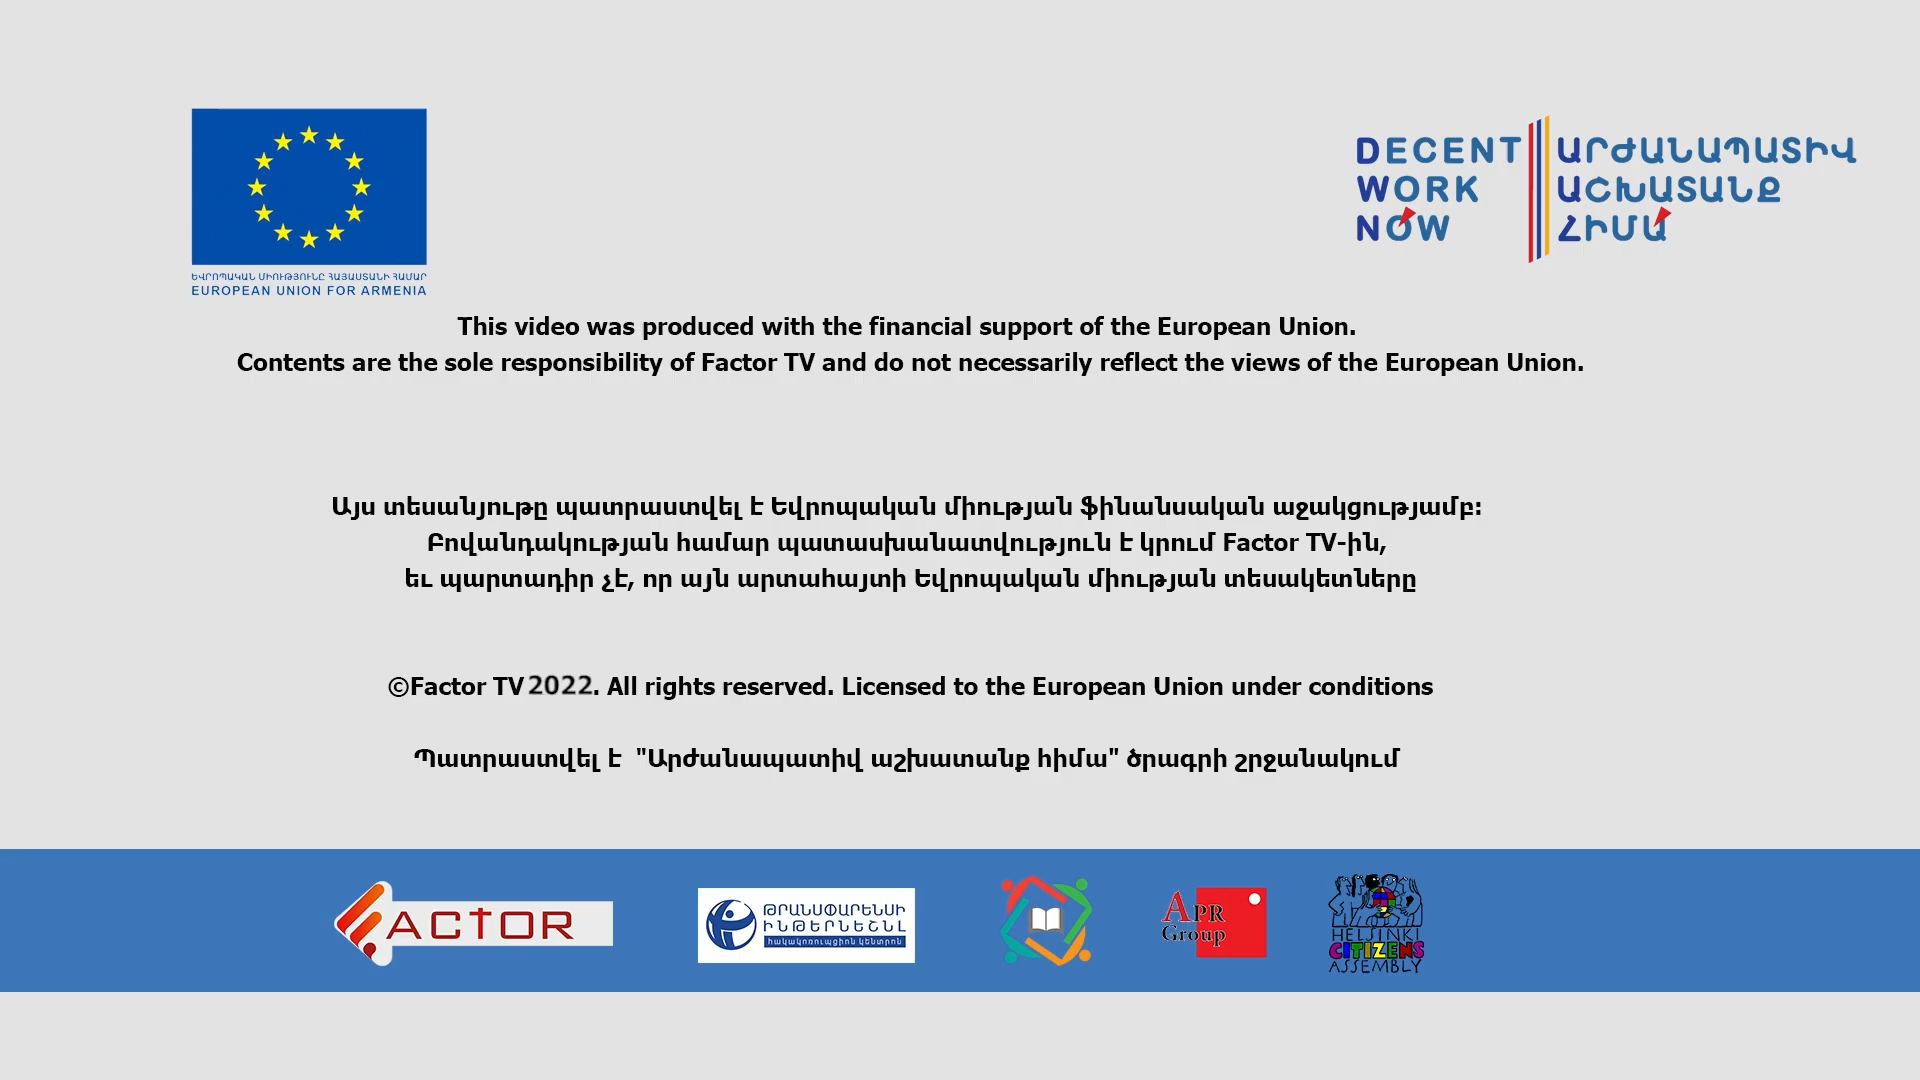 ԵՎՐՈՊԱԿԱՆ ՄԻՈՒԹՅՈՒՆԸ ՀԱՅԱՍՏԱՆԻ ՀԱՄԱՐ
EUROPEAN UNION FOR ARMENIA
DECENT
WORK
NOW
ԱՐԺԱՆԱՊԱՏԻՎ
ԱՇԽԱՏԱՆՔ
ՀԻՄԱ
This video was produced with the financial support of the European Union.
Contents are the sole responsibility of Factor TV and do not necessarily reflect the views of the European Union.
Այս տեսանյութը պատրաստվել է Եվրոպական միության ֆինանսական աջակցությամբ։
Բովանդակության համար պատասխանատվություն է կրում Factor TV-ին,
եւ պարտադիր չէ, որ այն արտահայտի Եվրոպական միության տեսակետները
©Factor TV 2022. All rights reserved. Licensed to the European Union under conditions
Պատրաստվել է "Արժանապատիվ աշխատանք հիմա" ծրագրի շրջանակում
FACTOR
ԹՐԱՆՍՓԱՐԵՆՍԻ
ԻՆԹԵՐՆԵՇՆԼ
հակակոռուպցիոն կենտրոն
APR
Group
HELSINKI
CITIZENS
ASSEMBLY